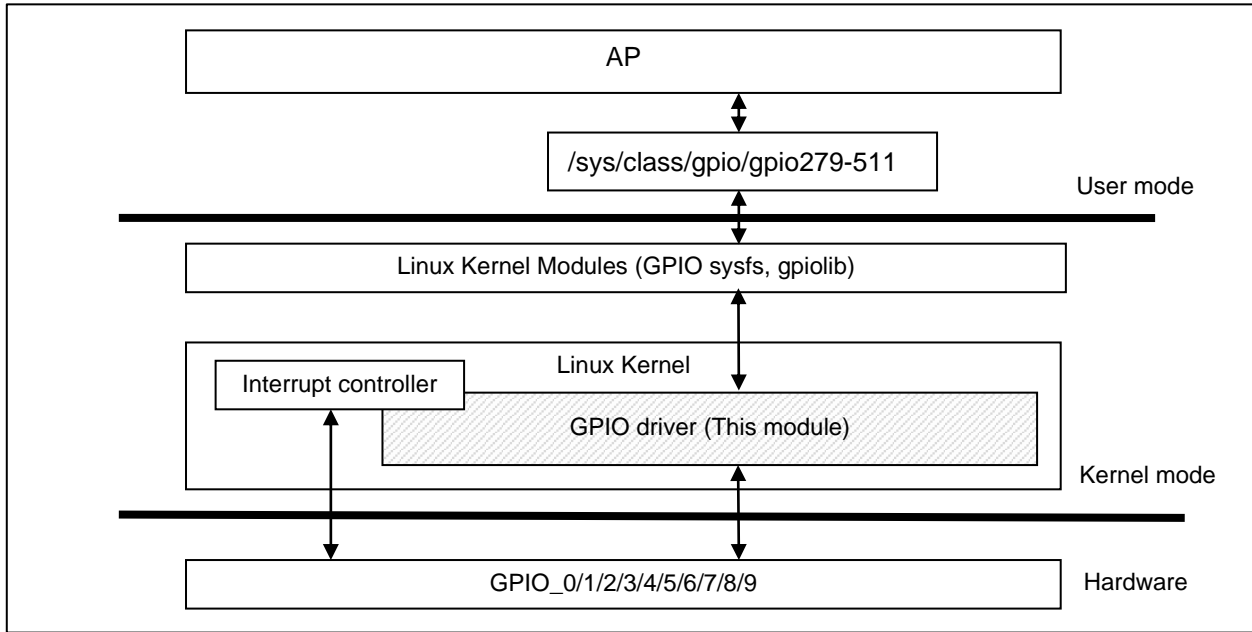 AP
/sys/class/gpio/gpio279-511
User mode
Linux Kernel Modules (GPIO sysfs, gpiolib)
Linux Kernel
Interrupt controller
GPIO driver (This module)
Kernel mode
GPIO_0/1/2/3/4/5/6/7/8/9
Hardware